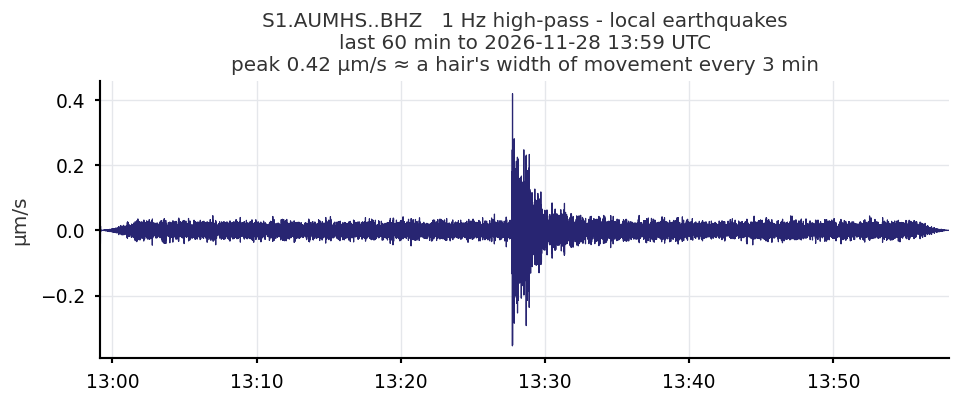 S1.AUMHS..BHZ   1 Hz high-pass - local earthquakes
last 60 min to 2026-11-28 13:59 UTC
peak 0.42 µm/s ≈ a hair's width of movement every 3 min
0.4
0.2
0.0
−0.2
µm/s
13:00 13:10 13:20 13:30 13:40 13:50